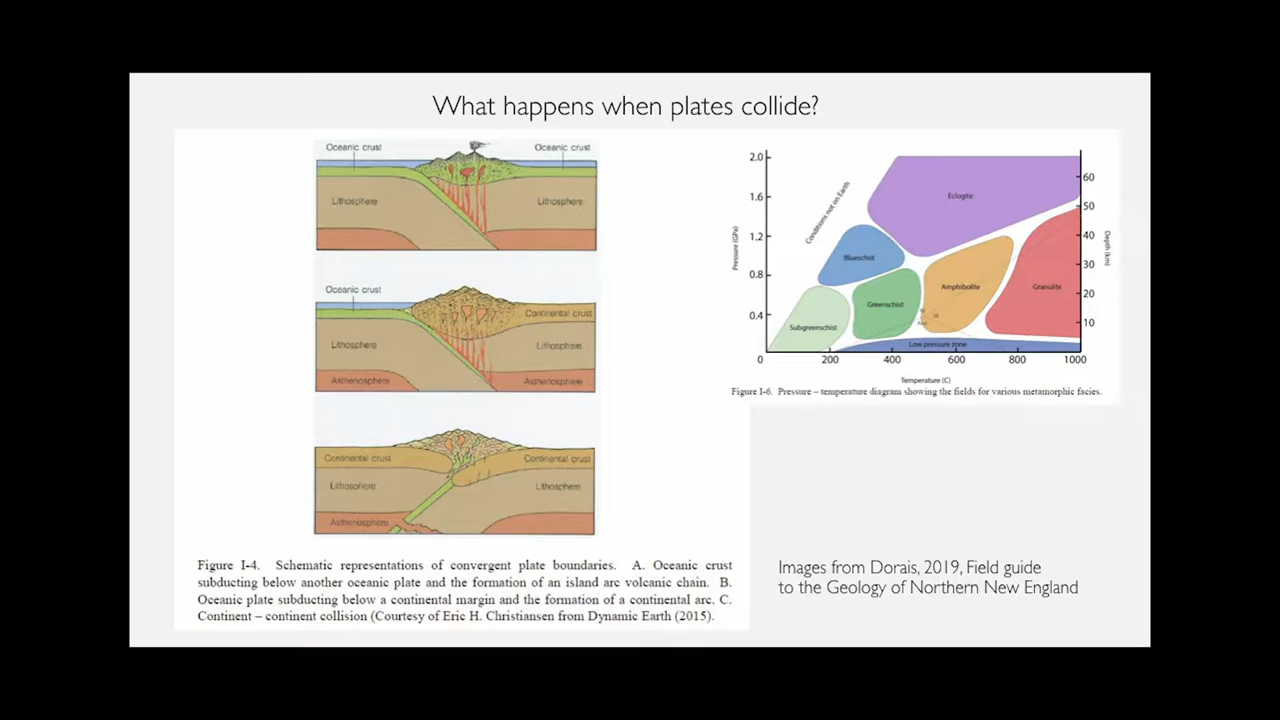 What happens when plates collide?
Oceanic crust
Oceanic crust
Lithosphere
Lithosphere
Oceanic crust
Continental crust
Lithosphere
Lithosphere
Asthenosphere
Asthenosphere
Continental crust
Continental crust
Lithosphere
Lithosphere
Asthenosphere
Figure I-4. Schematic representations of convergent plate boundaries. A. Oceanic crust
subducting below another oceanic plate and the formation of an island arc volcanic chain. B.
Oceanic plate subducting below a continental margin and the formation of a continental arc. C.
Continent – continent collision (Courtesy of Eric H. Christiansen from Dynamic Earth (2015).
2.0
1.6
1.2
0.8
0.4
0
Pressure (GPa)
Conditions not on Earth
Eclogite
Blueschist
Amphibolite
Granulite
Greenschist
Subgreenschist
Low pressure zone
60
50
40
30
20
10
Depth (km)
200
400
600
800
1000
Temperature (C)
Figure I-6. Pressure – temperature diagram showing the fields for various metamorphic facies.
Images from Dorais, 2019, Field guide
to the Geology of Northern New England